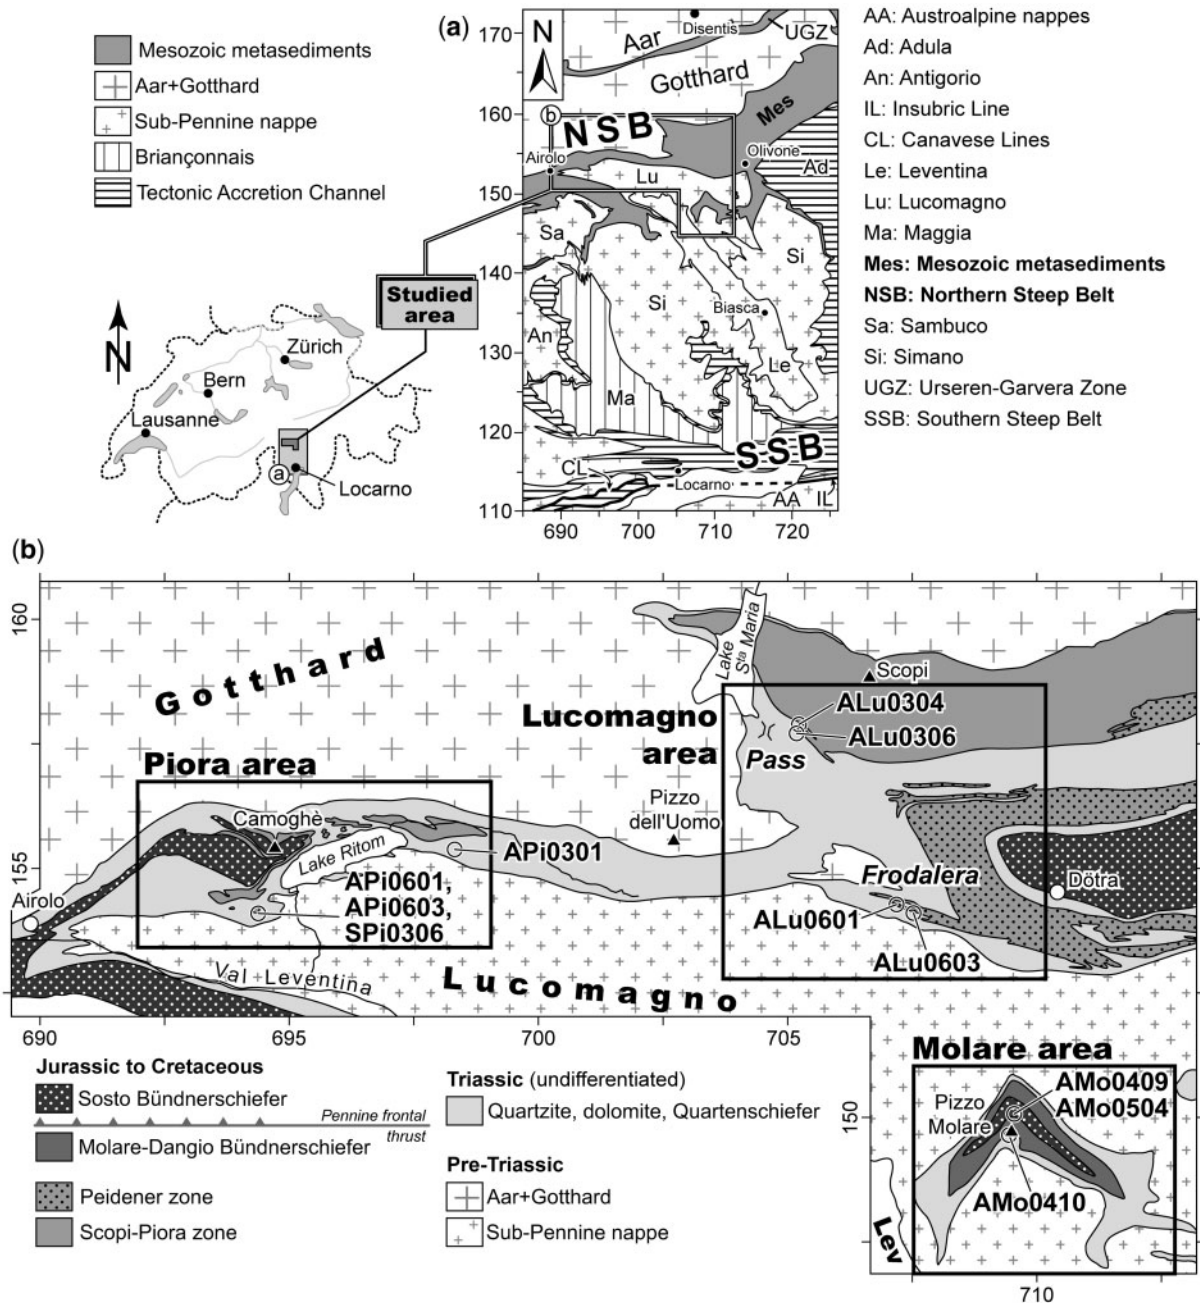 Mesozoic metasediments
Aar+Gotthard
Sub-Pennine nappe
Briançonnais
Tectonic Accretion Channel
Studied
area
N
Zürich
Bern
Lausanne
a
Locarno
(a)
N
170
160
150
140
130
120
110
690
700
710
720
Disentis
UGZ
Aar
Gotthard
Mes
b
NSB
Airolo
Olivone
Lu
Ad
Sa
Si
Si
Biasca
An
Le
Ma
SSB
CL
Locarno
AA
IL
AA: Austroalpine nappes
Ad: Adula
An: Antigorio
IL: Insubric Line
CL: Canavese Lines
Le: Leventina
Lu: Lucomagno
Ma: Maggia
Mes: Mesozoic metasediments
NSB: Northern Steep Belt
Sa: Sambuco
Si: Simano
UGZ: Urseren-Garvera Zone
SSB: Southern Steep Belt
(b)
160
155
Gotthard
Lake
Sta Maria
Scopi
Lucomagno
area
ALu0304
ALu0306
Pass
Piora area
Camoghè
Lake Ritom
Pizzo
dell'Uomo
APi0301
Airolo
APi0601,
APi0603,
SPi0306
Frodalera
Dötra
ALu0601
ALu0603
Val Leventina
Lucomagno
690
695
700
705
Molare area
150
Pizzo
Molare
AMo0409
AMo0504
AMo0410
Lev
710
Jurassic to Cretaceous
Sosto Bündnerschiefer
Pennine frontal
thrust
Molare-Dangio Bündnerschiefer
Peidener zone
Scopi-Piora zone
Triassic (undifferentiated)
Quartzite, dolomite, Quartenschiefer
Pre-Triassic
Aar+Gotthard
Sub-Pennine nappe